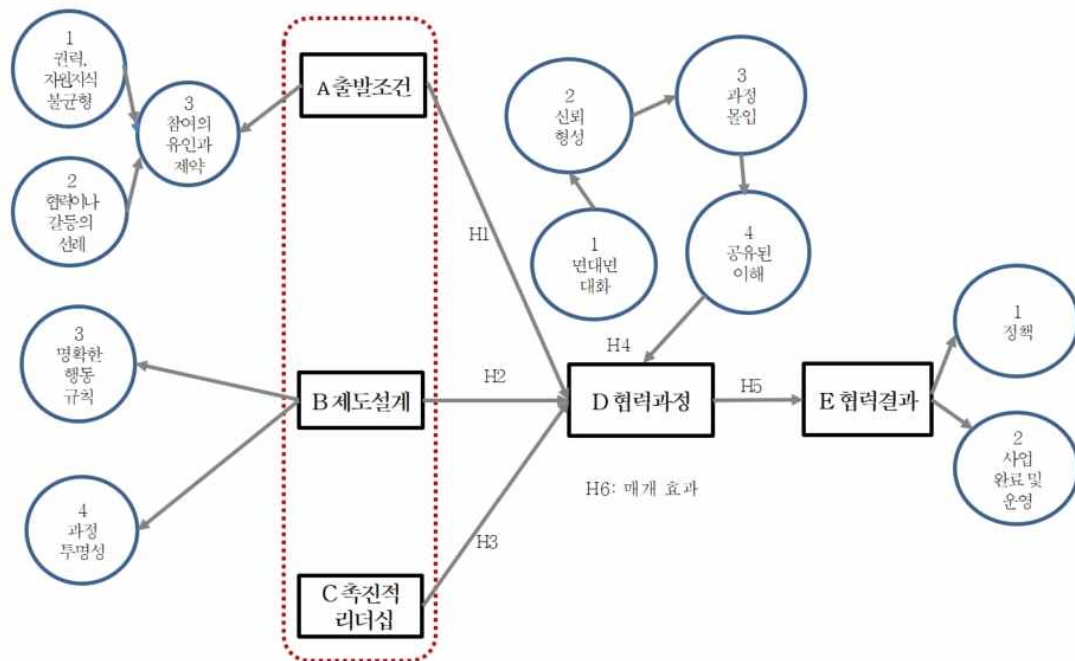 1
권력,
자원지식
불균형
3
참여의
유인과
제약
2
협력이나
갈등의
선례
A 출발조건
2
신뢰
형성
3
과정
몰입
1
면대면
대화
4
공유된
이해
H1
3
명확한
행동
규칙
B 제도설계
H2
H4
D 협력과정
H5
E 협력결과
1
정책
2
사업
완료 및
운영
H6: 매개 효과
4
과정
투명성
H3
C 촉진적
리더십